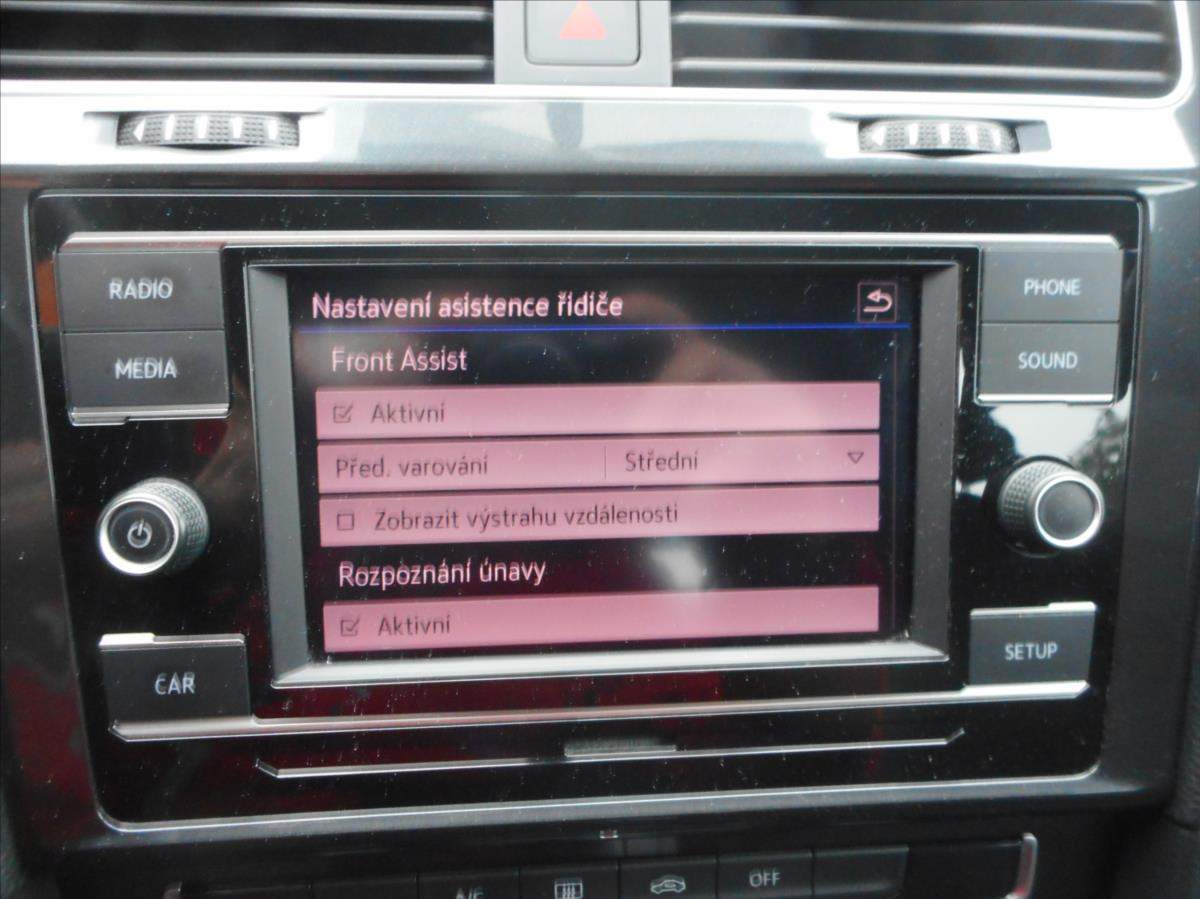 RADIO
PHONE
Nastavení asistence řidiče
MEDIA
Front Assist
SOUND
Aktivní
Před. varování Střední
Zobrazit výstrahu vzdálenosti
Rozpoznání únavy
Aktivní
CAR
SETUP
OFF